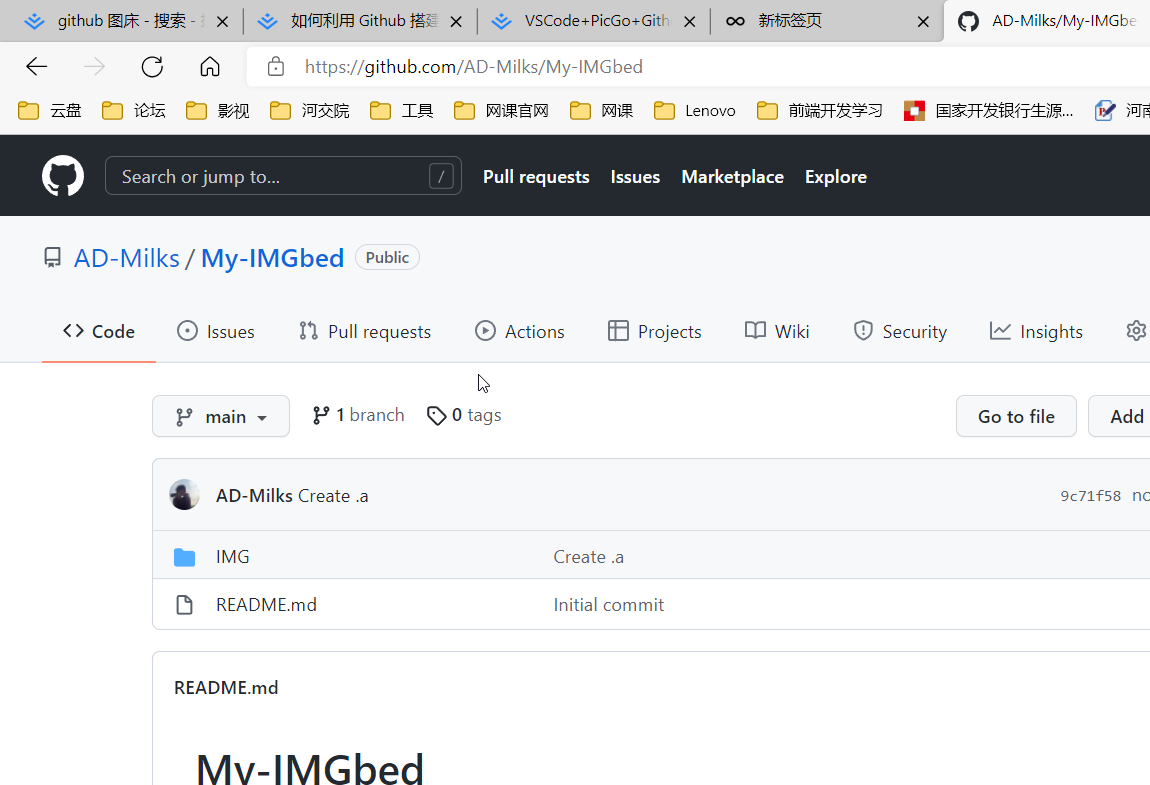 github 图床 - 搜索 -
如何利用 Github 搭建
VSCode+PicGo+Gith
新标签页
AD-Milks/My-IMGbe
https://github.com/AD-Milks/My-IMGbed
云盘 论坛 影视 河交院 工具 网课官网 网课 Lenovo 前端开发学习 国家开发银行生源... 河南
Search or jump to... /
Pull requests Issues Marketplace Explore
AD-Milks / My-IMGbed Public
Code Issues Pull requests Actions Projects Wiki Security Insights
main 1 branch 0 tags Go to file Add
AD-Milks Create .a 9c71f58 no
IMG Create .a
README.md Initial commit
README.md
My-IMGbed